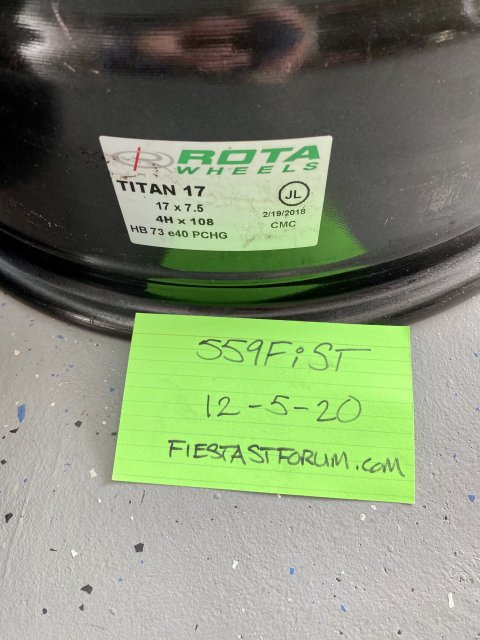 ROTA
WHEELS
TITAN 17
17 x 7.5
4H x 108
HB 73 e40 PCHG
JL
2/19/2018
CMC
559FiST
12-5-20
FIESTASTFORUM.com